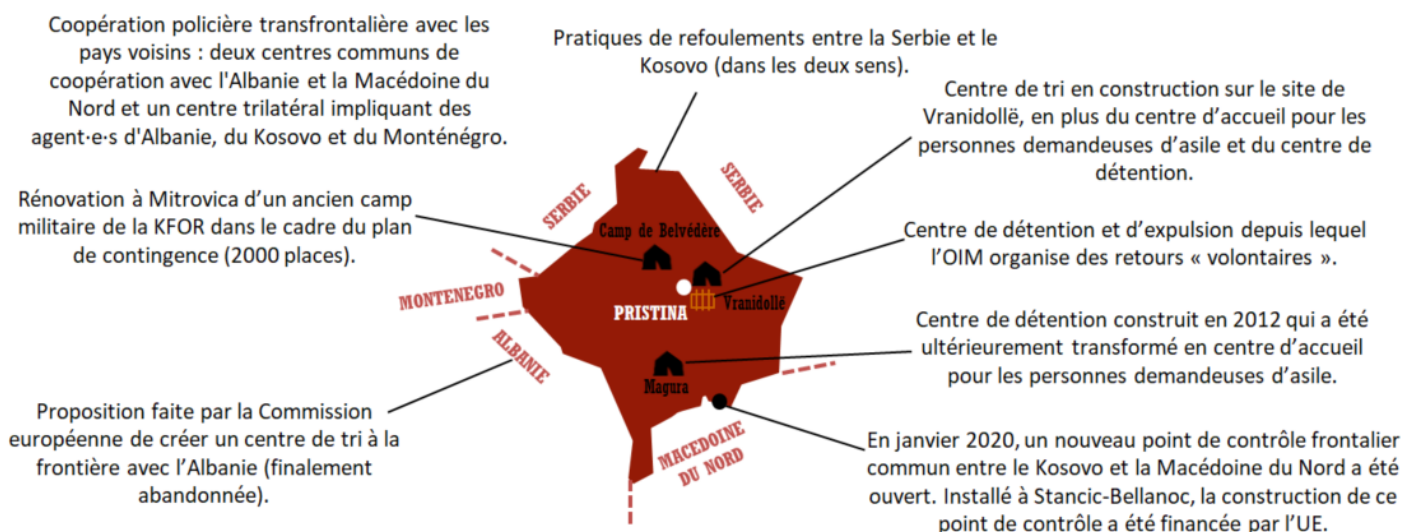 Coopération policière transfrontalière avec les
pays voisins : deux centres communs de
coopération avec l'Albanie et la Macédoine du
Nord et un centre trilatéral impliquant des
agent·e·s d'Albanie, du Kosovo et du Monténégro.
Pratiques de refoulements entre la Serbie et le
Kosovo (dans les deux sens).
Centre de tri en construction sur le site de
Vranidollë, en plus du centre d’accueil pour les
personnes demandeuses d’asile et du centre de
détention.
Rénovation à Mitrovica d’un ancien camp
militaire de la KFOR dans le cadre du plan
de contingence (2000 places).
SERBIE
SERBIE
Camp de Belvédère
Centre de détention et d’expulsion depuis lequel
l’OIM organise des retours « volontaires ».
MONTENEGRO
PRISTINA
Vranidollë
ALBANIE
Magura
Centre de détention construit en 2012 qui a été
ultérieurement transformé en centre d’accueil
pour les personnes demandeuses d’asile.
Proposition faite par la Commission
européenne de créer un centre de tri à la
frontière avec l’Albanie (finalement
abandonnée).
MACEDOINE
DU NORD
En janvier 2020, un nouveau point de contrôle frontalier
commun entre le Kosovo et la Macédoine du Nord a été
ouvert. Installé à Stancic-Bellanoc, la construction de ce
point de contrôle a été financée par l’UE.